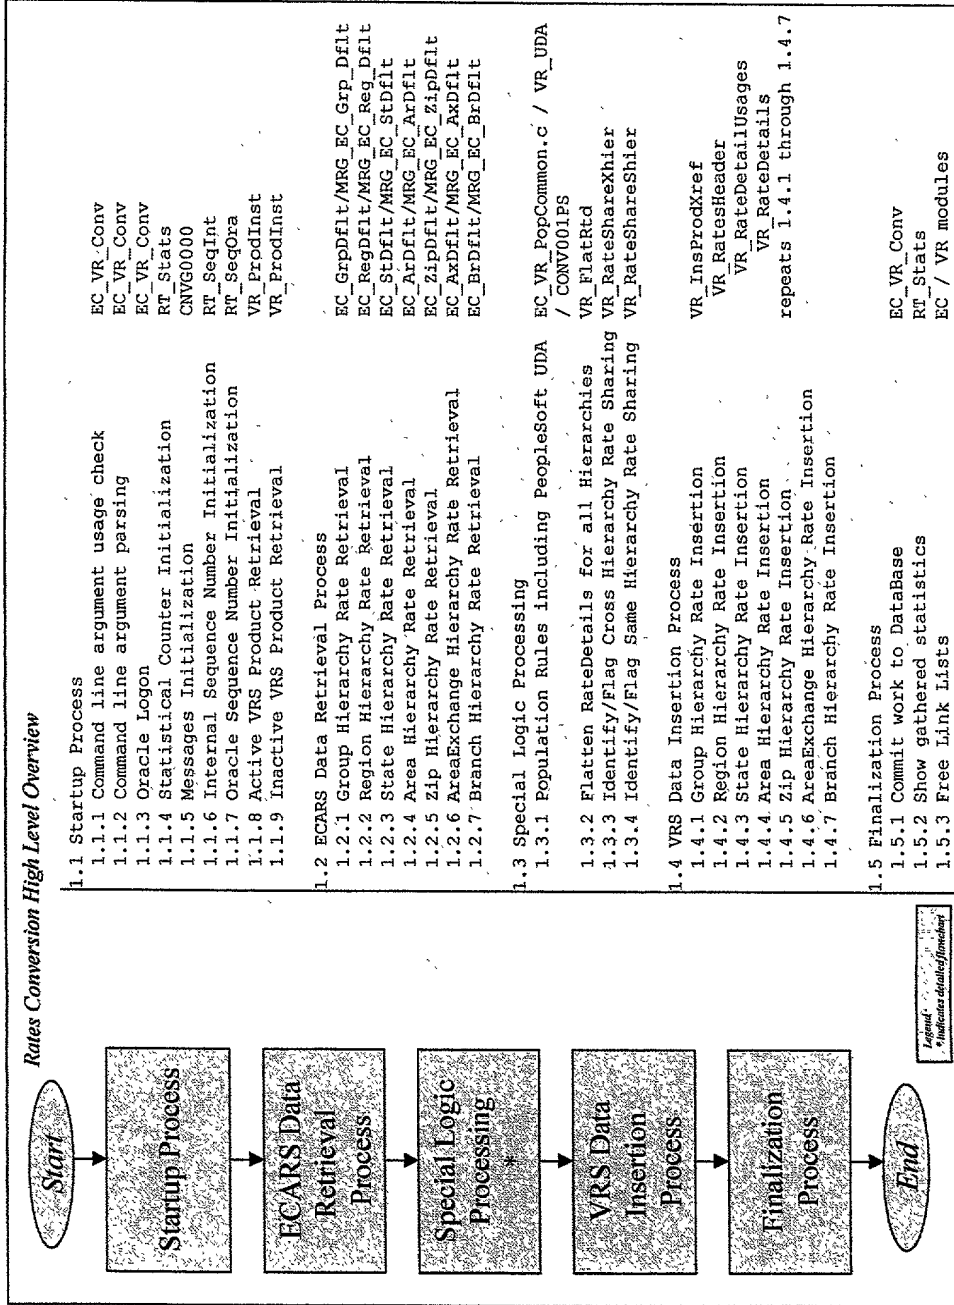 Rates Conversion High Level Overview
Start
Startup Process
ECARS Data
Retrieval
Process
Special Logic
Processing
*
VRS Data
Insertion
Process
Finalization
Process
End
Legend
* Indicates detailed flowchart
1.1 Startup Process
1.1.1 Command line argument usage check EC_VR_Conv
1.1.2 Command line argument parsing EC_VR_Conv
1.1.3 Oracle Logon EC_VR_Conv
1.1.4 Statistical Counter Initialization RT_Stats
1.1.5 Messages Initialization CNVG0000
1.1.6 Internal Sequence Number Initialization RT_SeqInt
1.1.7 Oracle Sequence Number Initialization RT_SeqOra
1.1.8 Active VRS Product Retrieval VR_ProdInst
1.1.9 Inactive VRS Product Retrieval VR_ProdInst
1.2 ECARS Data Retrieval Process
1.2.1 Group Hierarchy Rate Retrieval EC_GrpDflt/MRG_EC_Grp_Dflt
1.2.2 Region Hierarchy Rate Retrieval EC_RegDflt/MRG_EC_Reg_Dflt
1.2.3 State Hierarchy Rate Retrieval EC_StDflt/MRG_EC_StDflt
1.2.4 Area Hierarchy Rate Retrieval EC_ArDflt/MRG_EC_ArDflt
1.2.5 Zip Hierarchy Rate Retrieval EC_ZipDflt/MRG_EC_ZipDflt
1.2.6 AreaExchange Hierarchy Rate Retrieval EC_AxDflt/MRG_EC_AxDflt
1.2.7 Branch Hierarchy Rate Retrieval EC_BrDflt/MRG_EC_BrDflt
1.3 Special Logic Processing
1.3.1 Population Rules including PeopleSoft UDA EC_VR_PopCommon.c / VR_UDA
/ CONV001PS
1.3.2 Flatten RateDetails for all Hierarchies VR_FlatRtd
1.3.3 Identify/Flag Cross Hierarchy Rate Sharing VR_RateShareXhier
1.3.4 Identify/Flag Same Hierarchy Rate Sharing VR_RateShareShier
1.4 VRS Data Insertion Process
1.4.1 Group Hierarchy Rate Insertion VR_InsProdXref
1.4.2 Region Hierarchy Rate Insertion VR_RatesHeader
1.4.3 State Hierarchy Rate Insertion VR_RateDetailUsages
1.4.4. Area Hierarchy Rate Insertion VR_RateDetails
1.4.5 Zip Hierarchy Rate Insertion repeats 1.4.1 through 1.4.7
1.4.6 AreaExchange Hierarchy Rate Insertion
1.4.7 Branch Hierarchy Rate Insertion
1.5 Finalization Process
1.5.1 Commit work to DataBase EC_VR_Conv
1.5.2 Show gathered statistics RT_Stats
1.5.3 Free Link Lists EC / VR modules